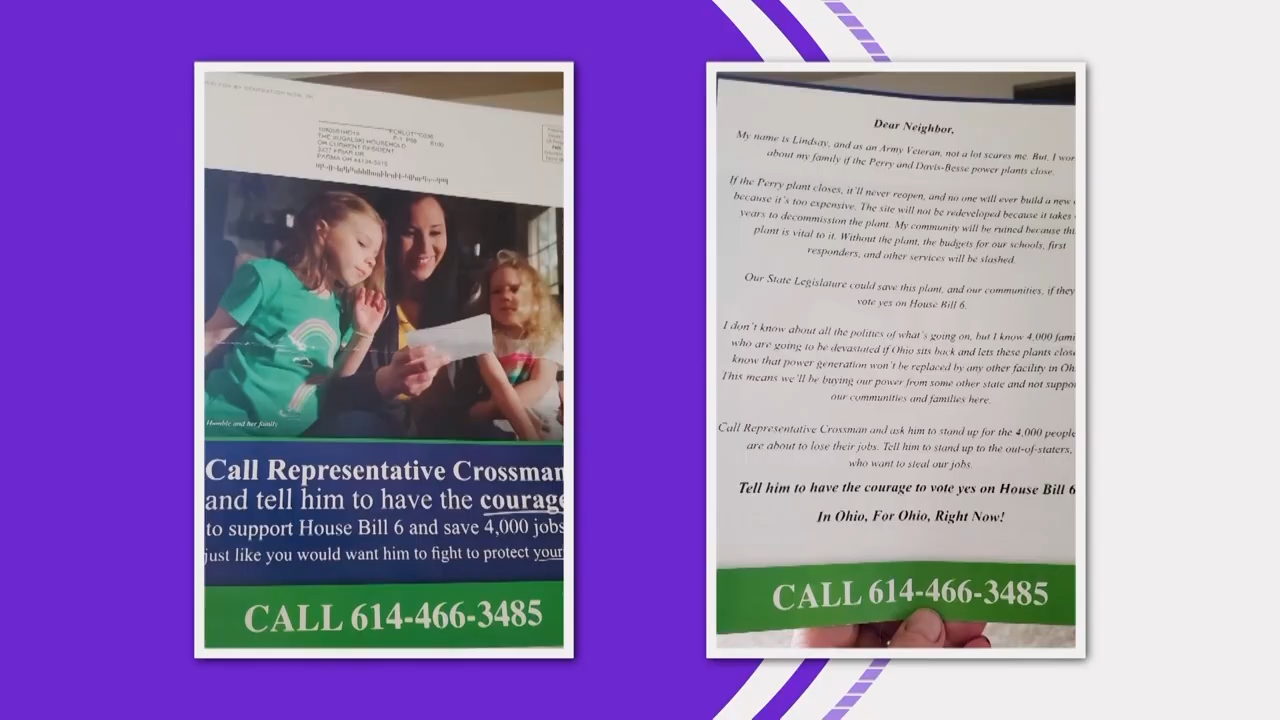 HOUSEHOLD
OR CURRENT RESIDENT
PARMA OH
Humble and her family
Call Representative Crossman
and tell him to have the courage
to support House Bill 6 and save 4,000 jobs
just like you would want him to fight to protect your
CALL 614-466-3485
Dear Neighbor,
My name is Lindsay, and as an Army Veteran, not a lot scares me. But, I wor
about my family if the Perry and Davis-Besse power plants close.
If the Perry plant closes, it'll never reopen, and no one will ever build a new
because it's too expensive. The site will not be redeveloped because it takes
years to decommission the plant. My community will be ruined because thi
plant is vital to it. Without the plant, the budgets for our schools, first
responders, and other services will be slashed.
Our State Legislature could save this plant, and our communities, if they
vote yes on House Bill 6.
I don't know about all the politics of what's going on, but I know 4,000 fami
who are going to be devastated if Ohio sits back and lets these plants close
know that power generation won't be replaced by any other facility in Oh
This means we'll be buying our power from some other state and not suppor
our communities and families here.
Call Representative Crossman and ask him to stand up for the 4,000 people
are about to lose their jobs. Tell him to stand up to the out-of-staters,
who want to steal our jobs.
Tell him to have the courage to vote yes on House Bill 6
In Ohio, For Ohio, Right Now!
CALL 614-466-3485